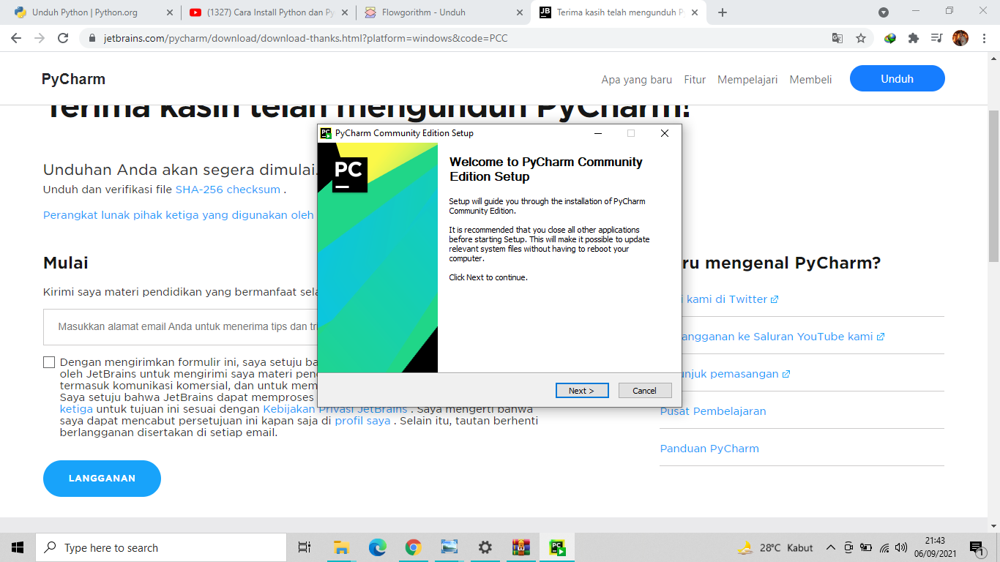 Unduh Python | Python.org
(1327) Cara Install Python dan Py
Flowgorithm - Unduh
Terima kasih telah mengunduh P
jetbrains.com/pycharm/download/download-thanks.html?platform=windows&code=PCC
PyCharm
Apa yang baru
Fitur
Mempelajari
Membeli
Unduh
Terima kasih telah mengunduh PyCharm!
Unduhan Anda akan segera dimulai.
Unduh dan verifikasi file SHA-256 checksum .
Perangkat lunak pihak ketiga yang digunakan oleh
Mulai
Kirimi saya materi pendidikan yang bermanfaat sela
Masukkan alamat email Anda untuk menerima tips dan tri
Dengan mengirimkan formulir ini, saya setuju ba
oleh JetBrains untuk mengirimi saya materi pen
termasuk komunikasi komersial, dan untuk mem
Saya setuju bahwa JetBrains dapat memproses
ketiga untuk tujuan ini sesuai dengan Kebijakan Privasi JetBrains . Saya mengerti bahwa
saya dapat mencabut persetujuan ini kapan saja di profil saya . Selain itu, tautan berhenti
berlangganan disertakan di setiap email.
LANGGANAN
PyCharm Community Edition Setup
PC
Welcome to PyCharm Community
Edition Setup
Setup will guide you through the installation of PyCharm
Community Edition.
It is recommended that you close all other applications
before starting Setup. This will make it possible to update
relevant system files without having to reboot your
computer.
Click Next to continue.
Next >
Cancel
ru mengenal PyCharm?
i kami di Twitter
angganan ke Saluran YouTube kami
unjuk pemasangan
Pusat Pembelajaran
Panduan PyCharm
Type here to search
28°C Kabut
21:43
06/09/2021
1